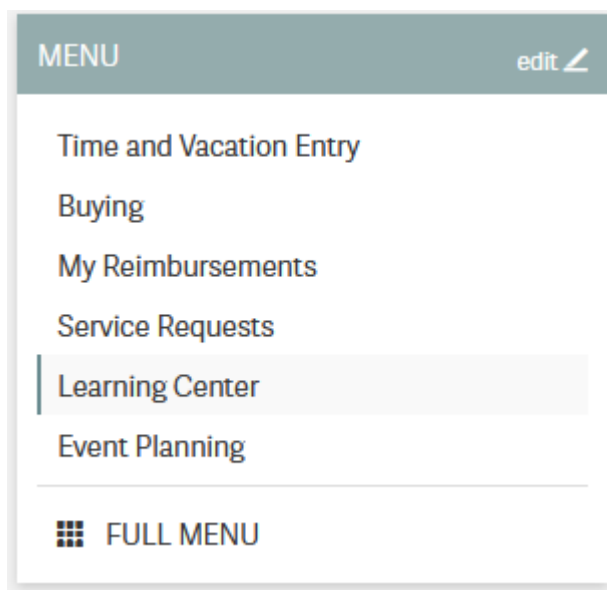 MENU
edit
Time and Vacation Entry
Buying
My Reimbursements
Service Requests
Learning Center
Event Planning
FULL MENU